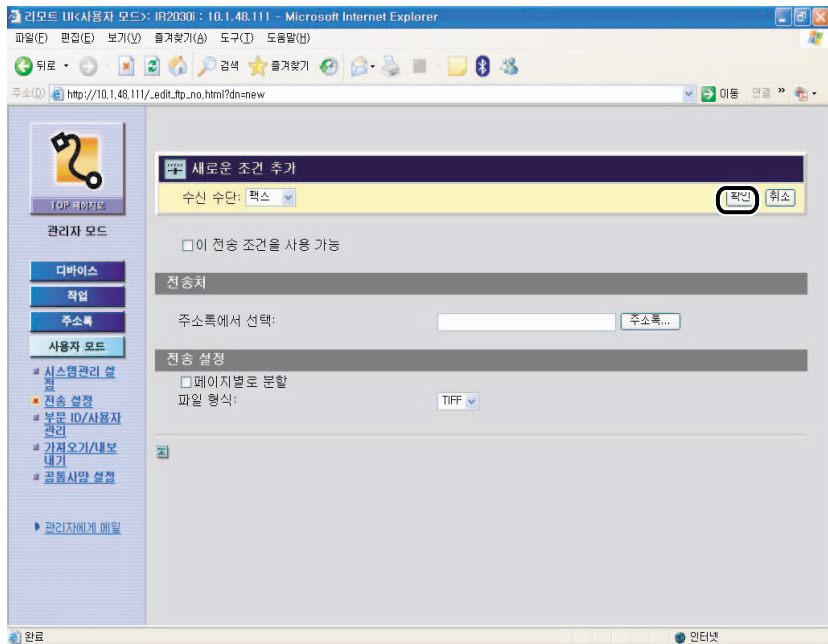 리모트 UI<사용자 모드>: IR2030i : 10.1.48.111 - Microsoft Internet Explorer
파일(F) 편집(E) 보기(V) 즐겨찾기(A) 도구(T) 도움말(H)
뒤로 검색 즐겨찾기
주소(D) http://10.1.48.111/_edit_ftp_no.html?dn=new 이동 연결 »
TOP 페이지로
관리자 모드
디바이스
작업
주소록
사용자 모드
시스템관리 설
정
전송 설정
부문 ID/사용자
관리
가져오기/내보
내기
공통사양 설정
관리자에게 메일
새로운 조건 추가
수신 수단: 팩스 확인 취소
이 전송 조건을 사용 가능
전송처
주소록에서 선택: 주소록...
전송 설정
페이지별로 분할
파일 형식: TIFF
완료 인터넷